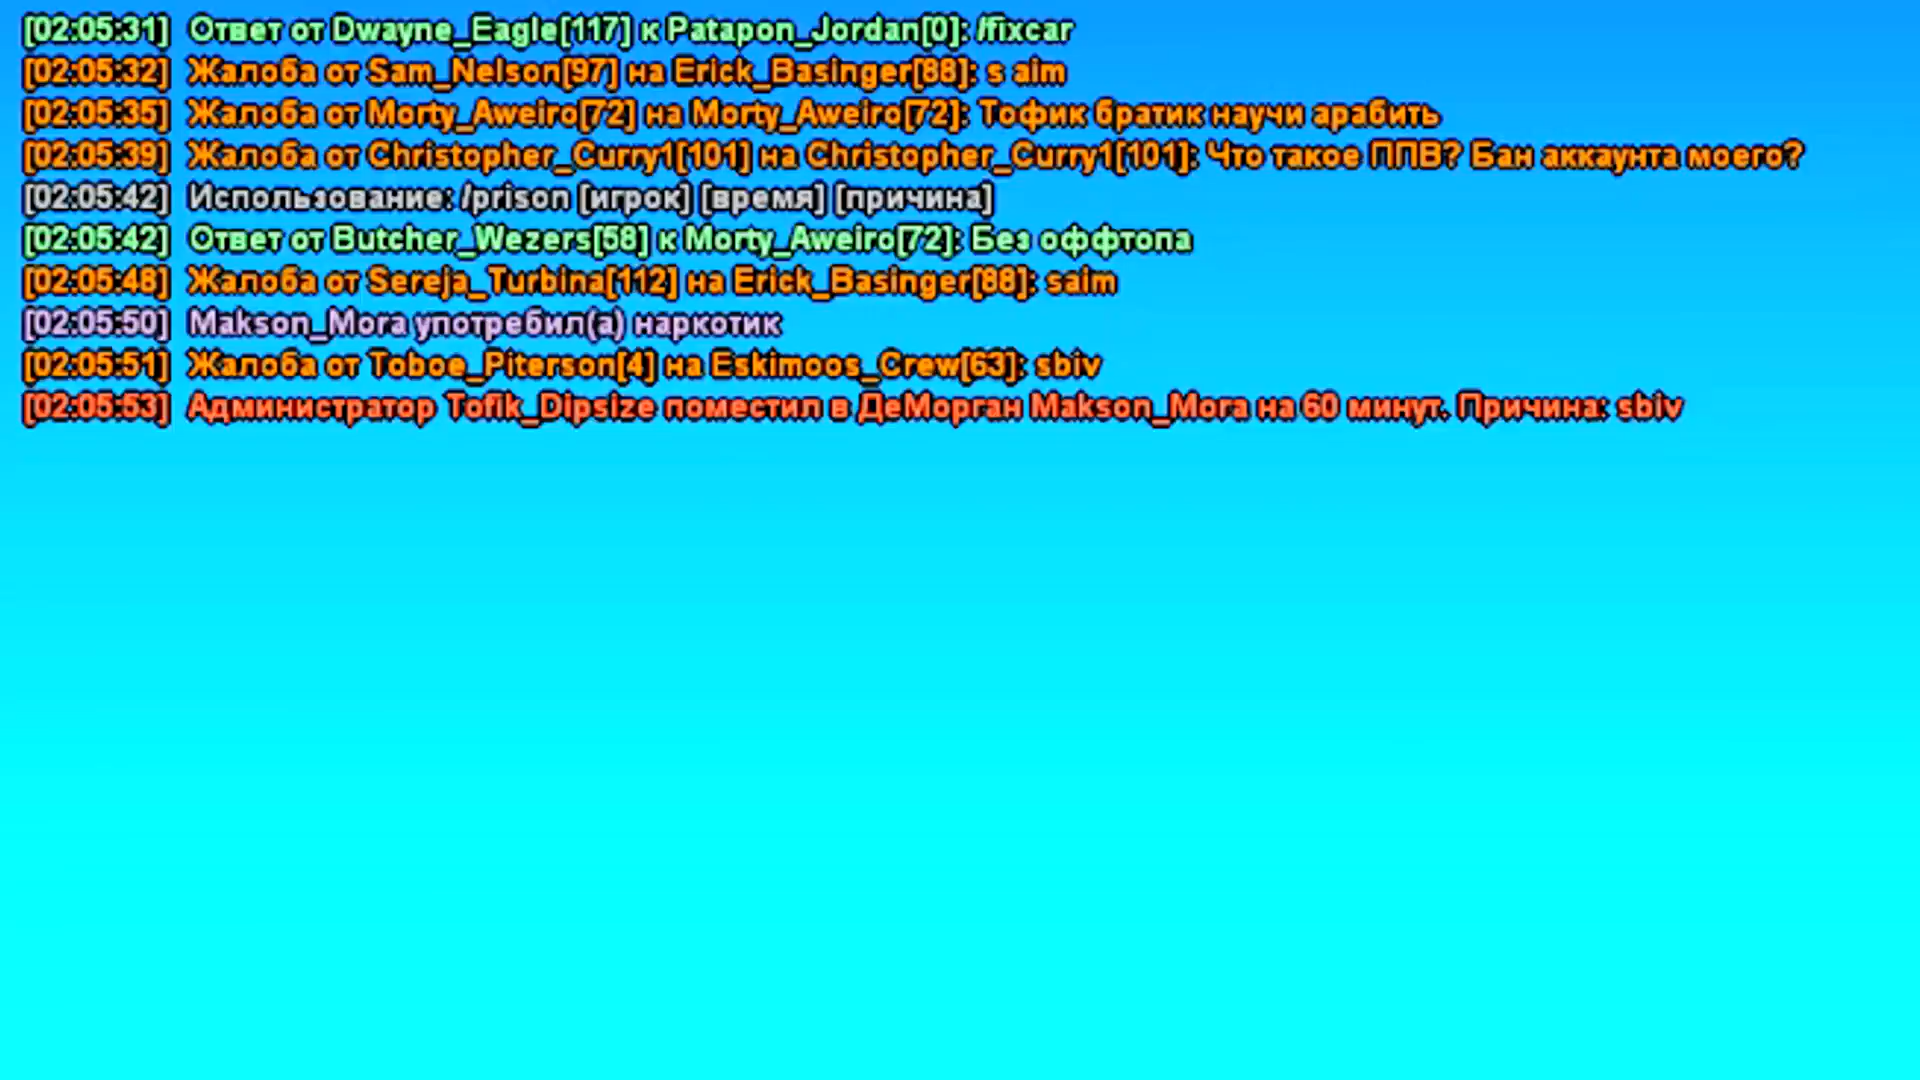 [02:05:31] Ответ от Dwayne_Eagle[117] к Patapon_Jordan[0]: /fixcar
[02:05:32] Жалоба от Sam_Nelson[97] на Erick_Basinger[88]: s aim
[02:05:35] Жалоба от Morty_Aweiro[72] на Morty_Aweiro[72]: Тофик братик научи арабить
[02:05:39] Жалоба от Christopher_Curry1[101] на Christopher_Curry1[101]: Что такое ППВ? Бан аккаунта моего?
[02:05:42] Использование: /prison [игрок] [время] [причина]
[02:05:42] Ответ от Butcher_Wezers[58] к Morty_Aweiro[72]: Без оффтопа
[02:05:48] Жалоба от Sereja_Turbina[112] на Erick_Basinger[88]: saim
[02:05:50] Makson_Mora употребил(а) наркотик
[02:05:51] Жалоба от Toboe_Piterson[4] на Eskimoos_Crew[63]: sbiv
[02:05:53] Администратор Tofik_Dipsize поместил в ДеМорган Makson_Mora на 60 минут. Причина: sbiv